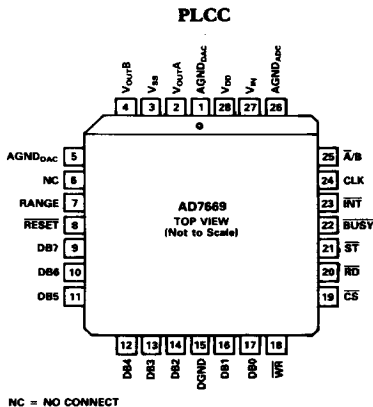 PLCC
VOUTB
VSS
VOUTA
AGNDDAC
VDD
VIN
AGNDADC
4 3 2 1 28 27 26
AGNDDAC 5
NC 6
RANGE 7
RESET 8
DB7 9
DB6 10
DB5 11
AD7669
TOP VIEW
(Not to Scale)
25 A/B
24 CLK
23 INT
22 BUSY
21 ST
20 RD
19 CS
12 13 14 15 16 17 18
DB4
DB3
DB2
DGND
DB1
DB0
WR
NC = NO CONNECT